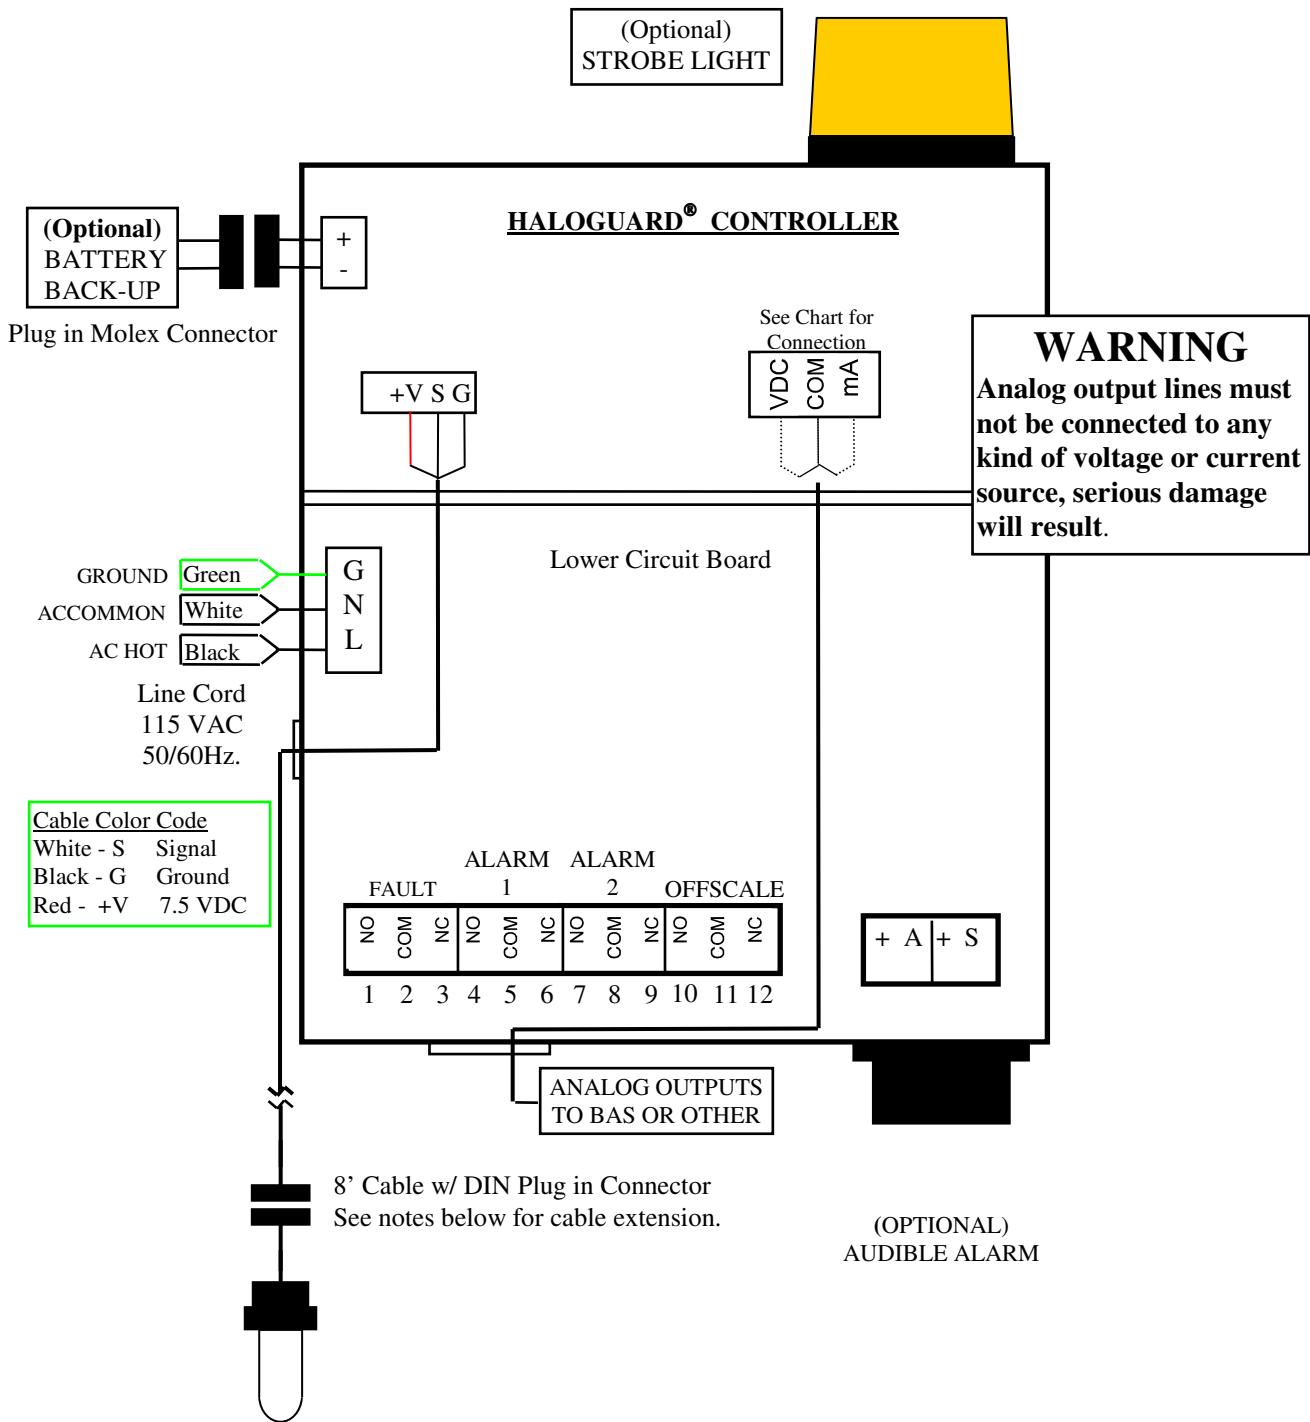 (Optional)
STROBE LIGHT
HALOGUARD® CONTROLLER
(Optional)
BATTERY
BACK-UP
+
-
Plug in Molex Connector
See Chart for
Connection
VDC COM mA
WARNING
Analog output lines must
not be connected to any
kind of voltage or current
source, serious damage
will result.
+V S G
Lower Circuit Board
GROUND Green G
ACCOMMON White N
AC HOT Black L
Line Cord
115 VAC
50/60Hz.
Cable Color Code
White - S Signal
Black - G Ground
Red - +V 7.5 VDC
ALARM ALARM
FAULT 1 2 OFFSCALE
NO COM NC NO COM NC NO COM NC NO COM NC
1 2 3 4 5 6 7 8 9 10 11 12
+ A + S
ANALOG OUTPUTS
TO BAS OR OTHER
8’ Cable w/ DIN Plug in Connector
See notes below for cable extension.
(OPTIONAL)
AUDIBLE ALARM